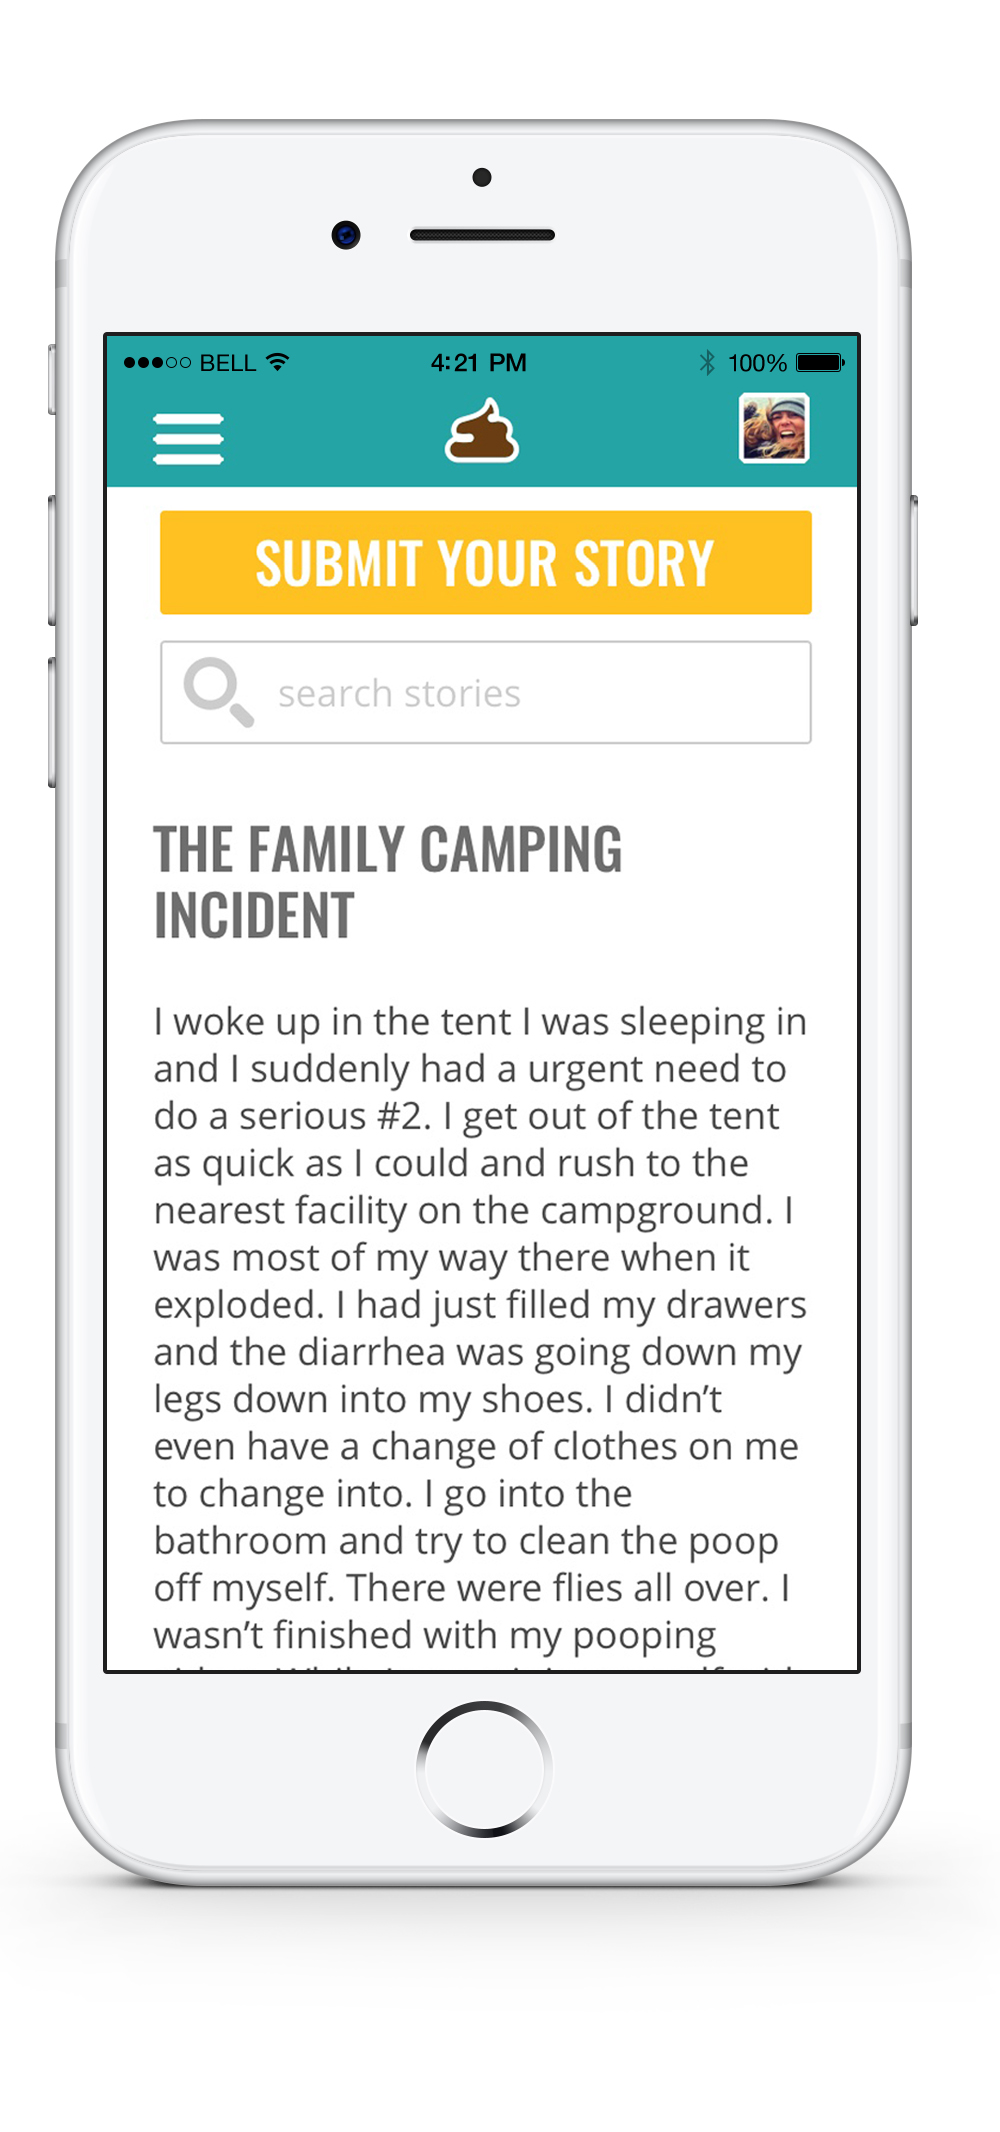 BELL 4:21 PM 100%
SUBMIT YOUR STORY
search stories
THE FAMILY CAMPING
INCIDENT
I woke up in the tent I was sleeping in
and I suddenly had a urgent need to
do a serious #2. I get out of the tent
as quick as I could and rush to the
nearest facility on the campground. I
was most of my way there when it
exploded. I had just filled my drawers
and the diarrhea was going down my
legs down into my shoes. I didn’t
even have a change of clothes on me
to change into. I go into the
bathroom and try to clean the poop
off myself. There were flies all over. I
wasn’t finished with my pooping